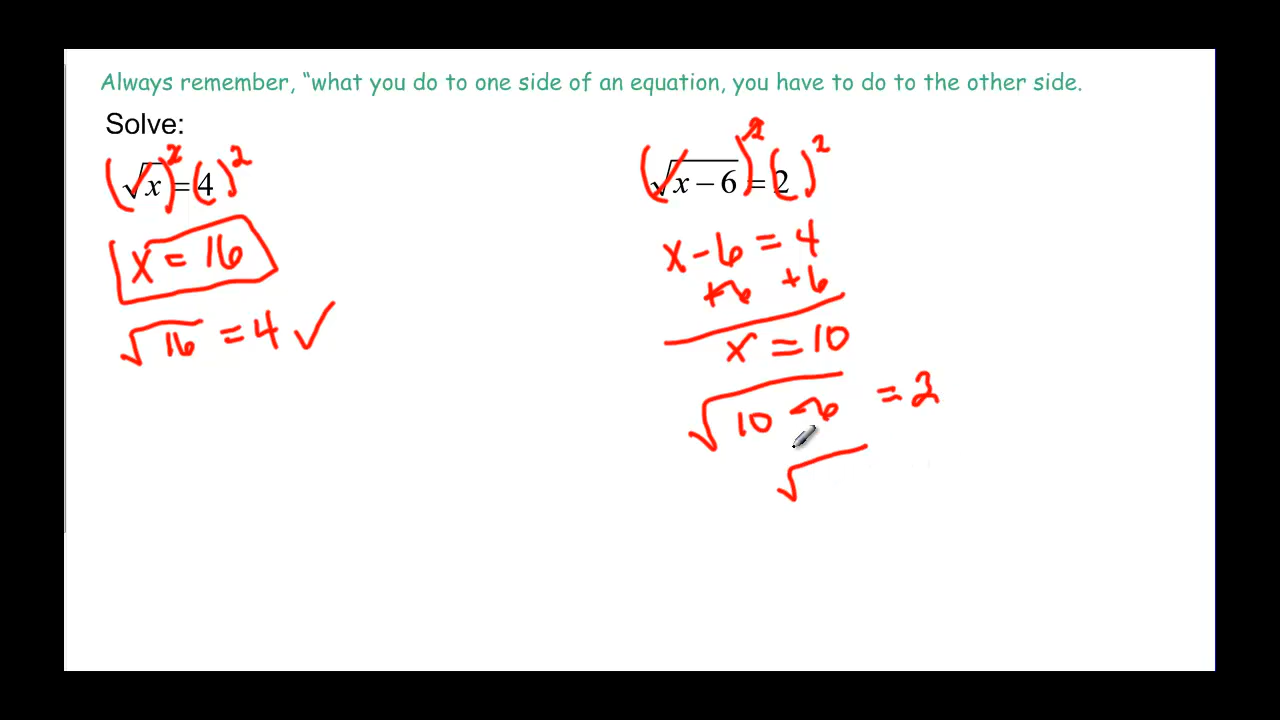 Always remember, “what you do to one side of an equation, you have to do to the other side.
Solve:
(√x)² = (4)²
x = 16
√16 = 4 ✓
(√x − 6)² = (2)²
x - 6 = 4
+6 +6
x = 10
√10 - 6 = 2
√